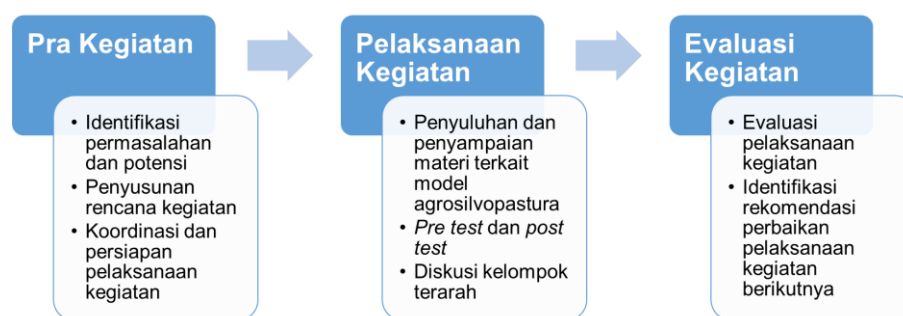 Pra Kegiatan
• Identifikasi
permasalahan
dan potensi
• Penyusunan
rencana kegiatan
• Koordinasi dan
persiapan
pelaksanaan
kegiatan
Pelaksanaan
Kegiatan
• Penyuluhan dan
penyampaian
materi terkait
model
agrosilvopastura
• Pre test dan post
test
• Diskusi kelompok
terarah
Evaluasi
Kegiatan
• Evaluasi
pelaksanaan
kegiatan
• Identifikasi
rekomendasi
perbaikan
pelaksanaan
kegiatan
berikutnya